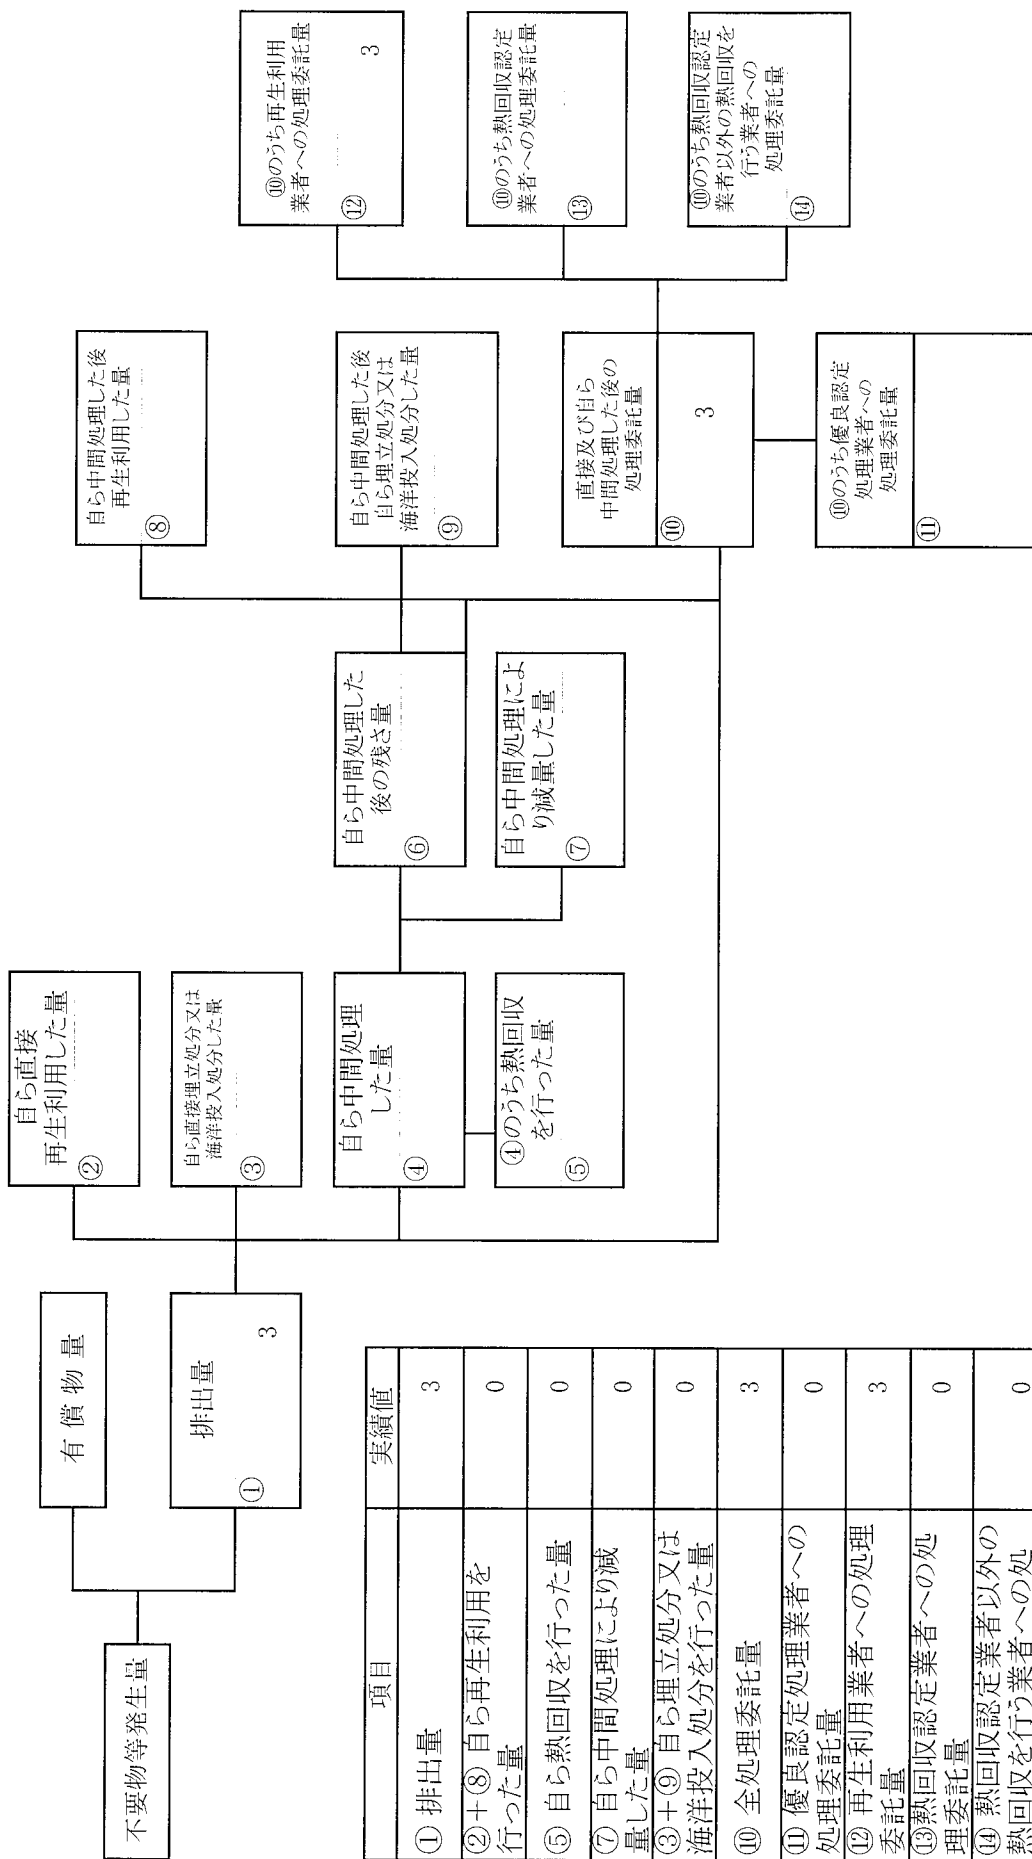 不要物等発生量
有償物量
排出量
①
3
自ら直接
再生利用した量
②
自ら直接埋立処分又は
海洋投入処分した量
③
自ら中間処理
した量
④
④のうち熱回収
を行った量
⑤
自ら中間処理した
後の残さ量
⑥
自ら中間処理によ
り減量した量
⑦
自ら中間処理した後
再生利用した量
⑧
自ら中間処理した後
自ら埋立処分又は
海洋投入処分した量
⑨
直接及び自ら
中間処理した後の
処理委託量
⑩
3
⑩のうち優良認定
処理業者への
処理委託量
⑪
⑩のうち再生利用
業者への処理委託量
⑫
3
⑩のうち熱回収認定
業者への処理委託量
⑬
⑩のうち熱回収認定
業者以外の熱回収を
行う業者への
処理委託量
⑭
項目 実績値
① 排出量 3
②+⑧ 自ら再生利用を
行った量 0
⑤ 自ら熱回収を行った量 0
⑦ 自ら中間処理により減
量した量 0
③+⑨ 自ら埋立処分又は
海洋投入処分を行った量 0
⑩ 全処理委託量 3
⑪ 優良認定処理業者への
処理委託量 0
⑫ 再生利用業者への処理
委託量 3
⑬熱回収認定業者への処
理委託量 0
⑭ 熱回収認定業者以外の
熱回収を行う業者への処 0